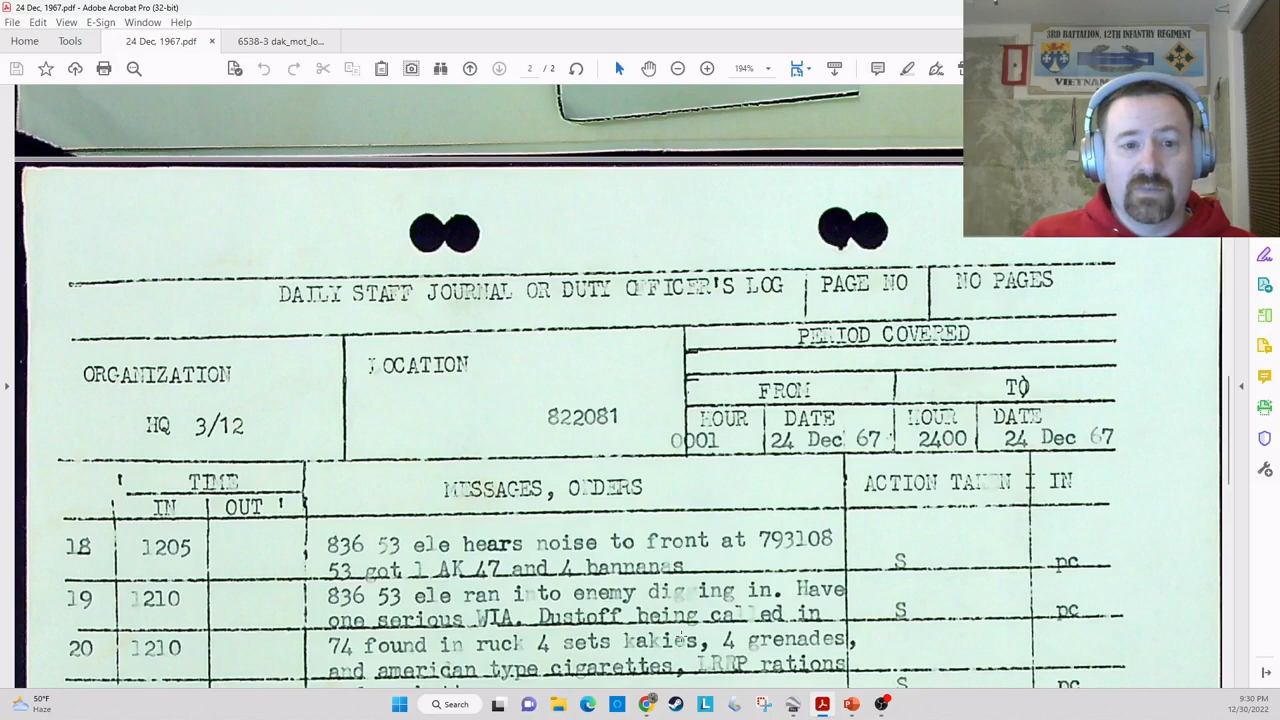 24 Dec, 1967.pdf - Adobe Acrobat Pro (32-bit)
File Edit View E-Sign Window Help
Home Tools 24 Dec, 1967.pdf × 6538-3 dak_mot_lo...
2 / 2 194%
3RD BATTALION, 12TH INFANTRY REGIMENT
DAILY STAFF JOURNAL OR DUTY OFFICER'S LOG PAGE NO NO PAGES
PERIOD COVERED
ORGANIZATION LOCATION
FROM TO
HQ 3/12 822081 HOUR DATE HOUR DATE
0001 24 Dec 67 2400 24 Dec 67
TIME MESSAGES, ORDERS ACTION TAKEN IN
IN OUT
18 1205 836 53 ele hears noise to front at 793108
53 got 1 AK 47 and 4 bannanas S pc
19 1210 836 53 ele ran into enemy digging in. Have
one serious WIA. Dustoff being called in S pc
20 1210 74 found in ruck 4 sets kakies, 4 grenades,
and american type cigarettes, LRRP rations
S pc
50°F
Haze
Search
9:30 PM
12/30/2022